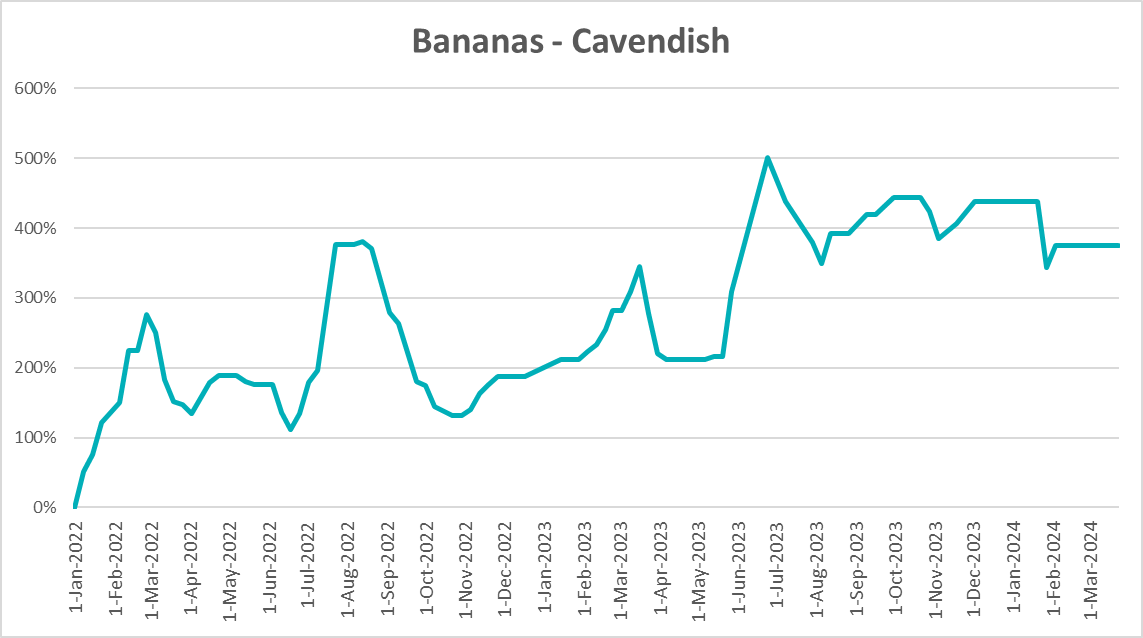 Bananas - Cavendish
600%
500%
400%
300%
200%
100%
0%
1-Jan-2022
1-Feb-2022
1-Mar-2022
1-Apr-2022
1-May-2022
1-Jun-2022
1-Jul-2022
1-Aug-2022
1-Sep-2022
1-Oct-2022
1-Nov-2022
1-Dec-2022
1-Jan-2023
1-Feb-2023
1-Mar-2023
1-Apr-2023
1-May-2023
1-Jun-2023
1-Jul-2023
1-Aug-2023
1-Sep-2023
1-Oct-2023
1-Nov-2023
1-Dec-2023
1-Jan-2024
1-Feb-2024
1-Mar-2024